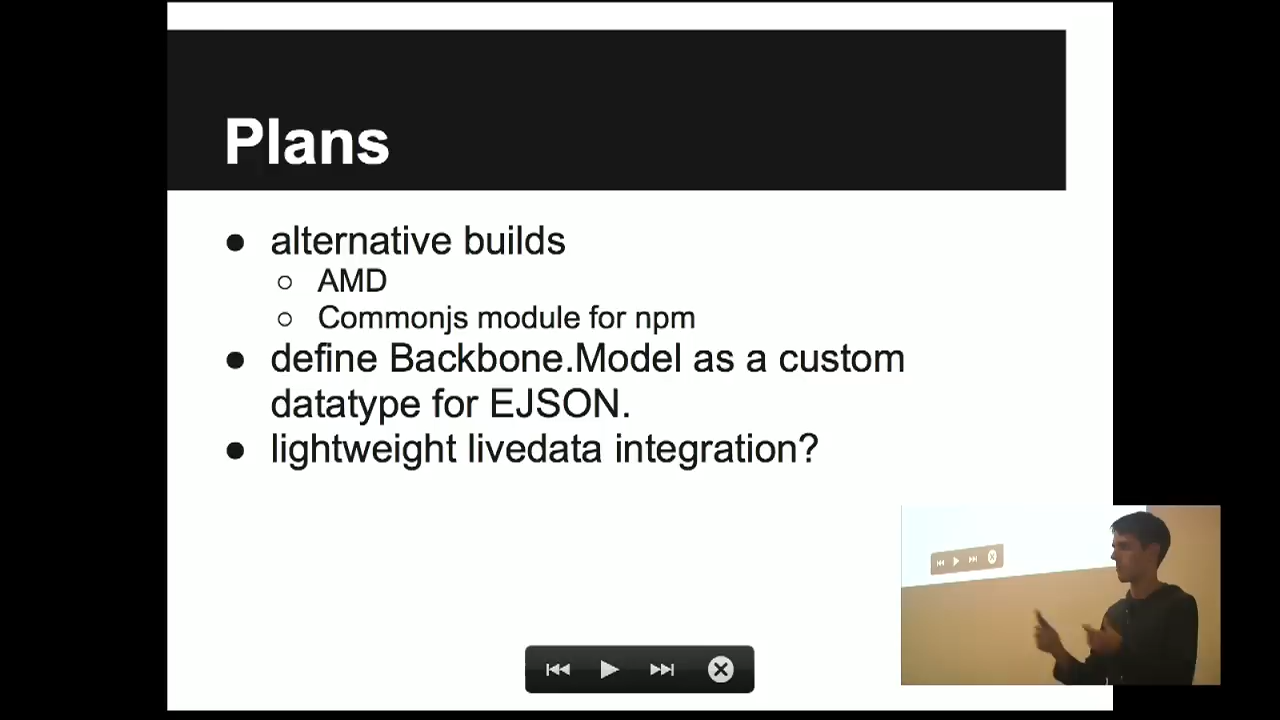 Plans
● alternative builds
○ AMD
○ Commonjs module for npm
● define Backbone.Model as a custom
datatype for EJSON.
● lightweight livedata integration?